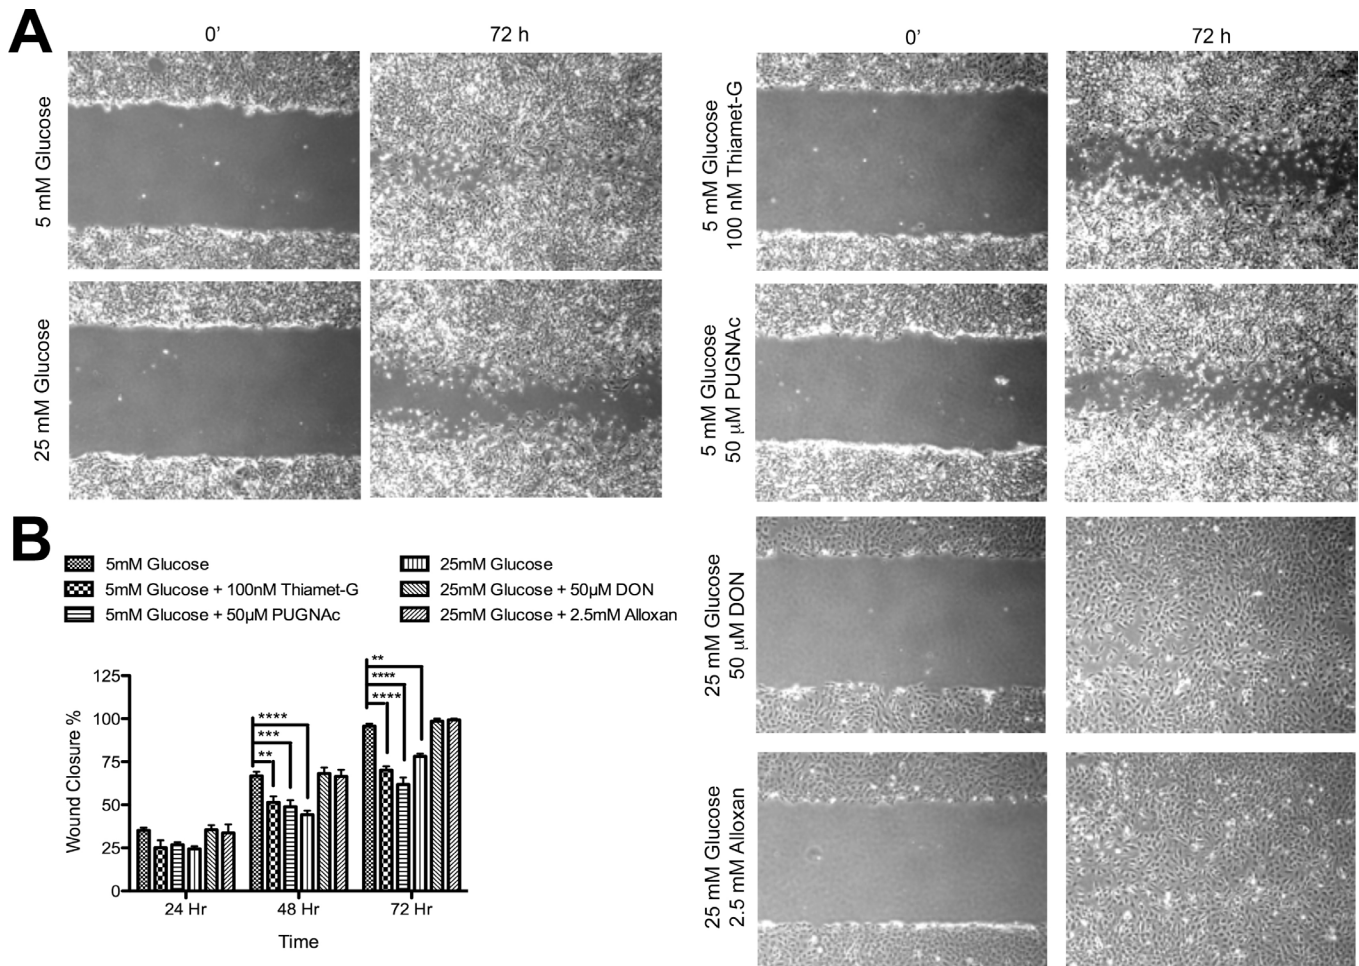 A
0’
72 h
5 mM Glucose
25 mM Glucose
0’
72 h
5 mM Glucose
100 nM Thiamet-G
5 mM Glucose
50 μM PUGNAc
25 mM Glucose
50 μM DON
25 mM Glucose
2.5 mM Alloxan
B
5mM Glucose
5mM Glucose + 100nM Thiamet-G
5mM Glucose + 50μM PUGNAc
25mM Glucose
25mM Glucose + 50μM DON
25mM Glucose + 2.5mM Alloxan
Wound Closure %
125
100
75
50
25
0
****
***
**
**
****
****
24 Hr
48 Hr
72 Hr
Time